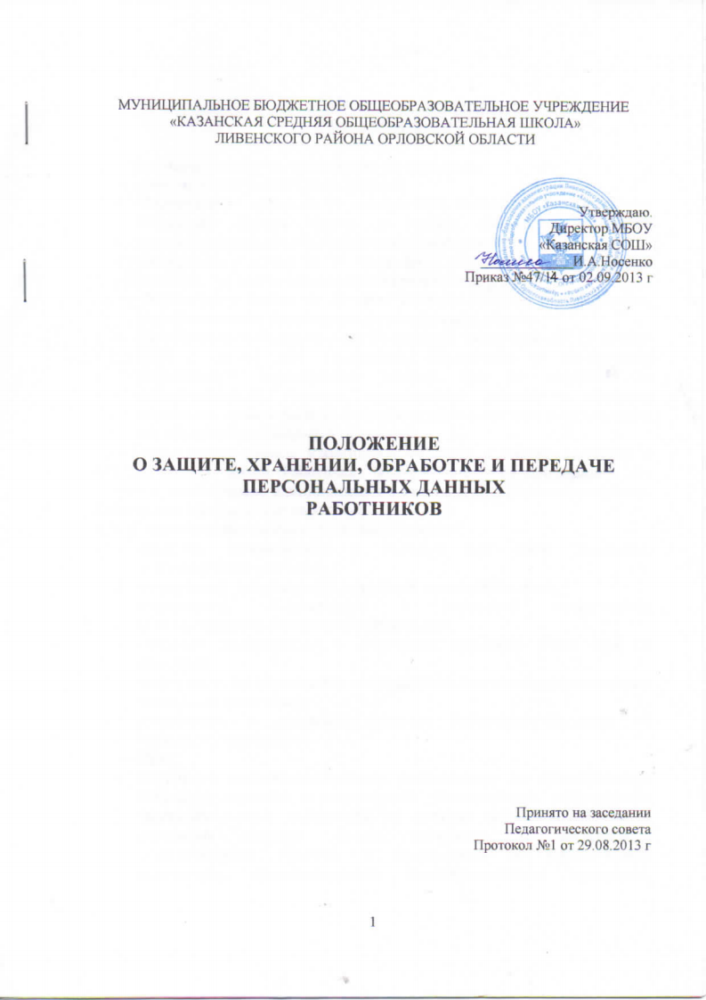 МУНИЦИПАЛЬНОЕ БЮДЖЕТНОЕ ОБЩЕОБРАЗОВАТЕЛЬНОЕ УЧРЕЖДЕНИЕ
«КАЗАНСКАЯ СРЕДНЯЯ ОБЩЕОБРАЗОВАТЕЛЬНАЯ ШКОЛА»
ЛИВЕНСКОГО РАЙОНА ОРЛОВСКОЙ ОБЛАСТИ
Утверждаю.
Директор МБОУ
«Казанская СОШ»
И.А.Носенко
Приказ №47/14 от 02.09.2013 г
ПОЛОЖЕНИЕ
О ЗАЩИТЕ, ХРАНЕНИИ, ОБРАБОТКЕ И ПЕРЕДАЧЕ
ПЕРСОНАЛЬНЫХ ДАННЫХ
РАБОТНИКОВ
Принято на заседании
Педагогического совета
Протокол №1 от 29.08.2013 г
1